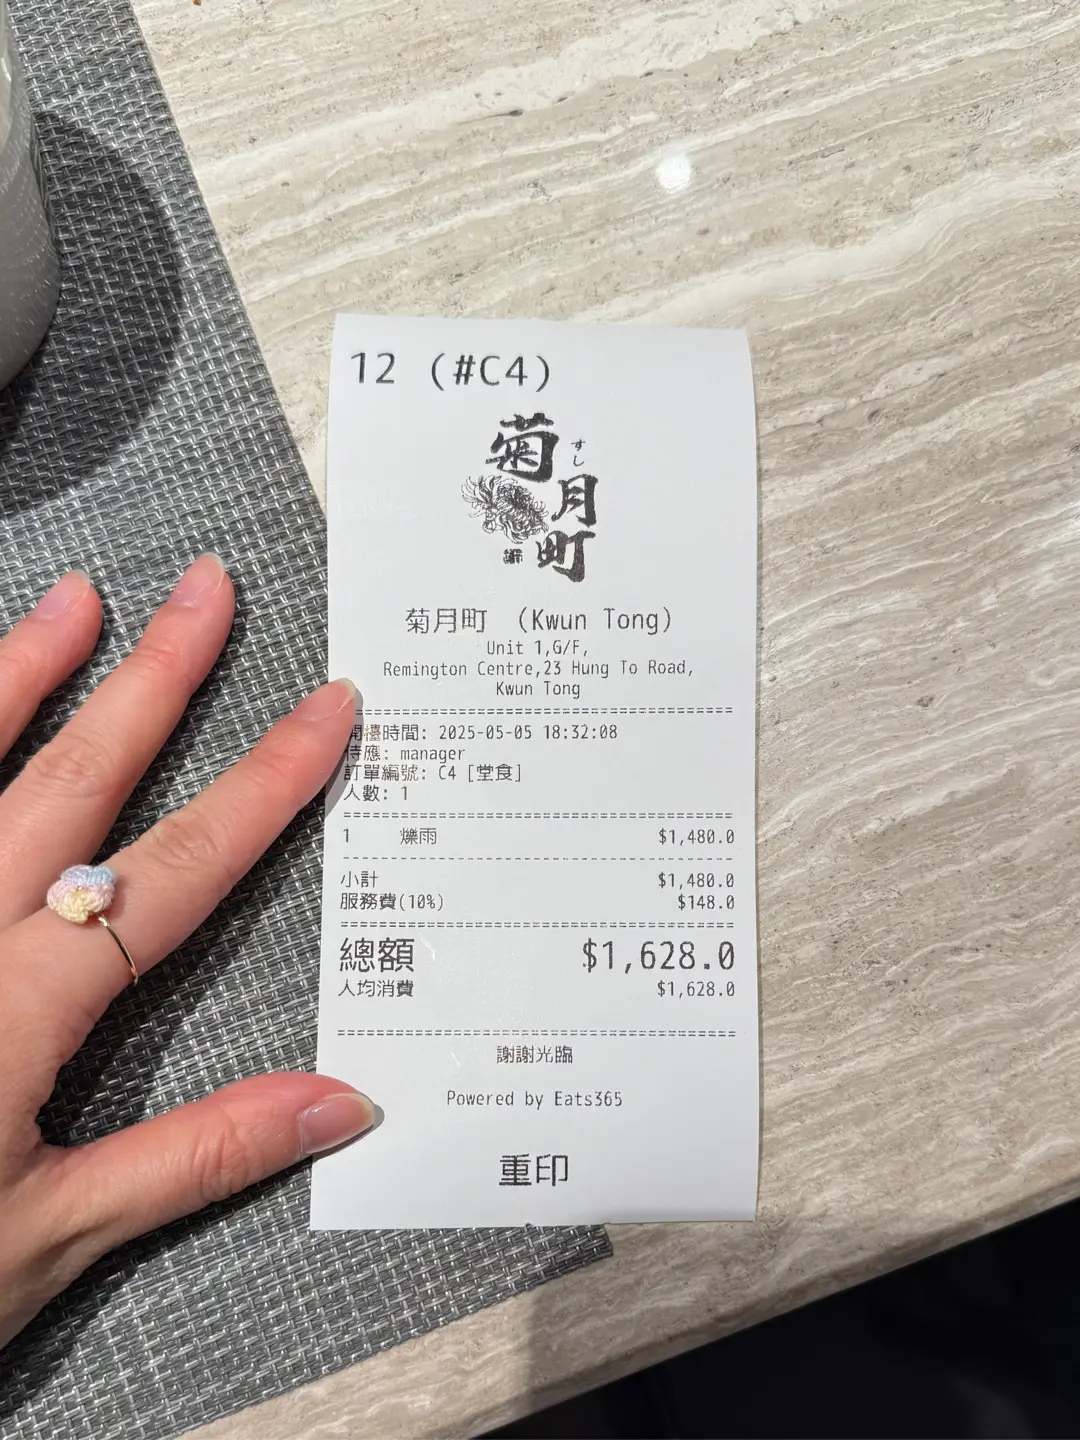 12 (#C4)
菊月町
すし
菊月町 (Kwun Tong)
Unit 1,G/F,
Remington Centre,23 Hung To Road,
Kwun Tong
開檯時間: 2025-05-05 18:32:08
侍應: manager
訂單編號: C4 [堂食]
人數: 1
1 爍雨 $1,480.0
小計 $1,480.0
服務費(10%) $148.0
總額 $1,628.0
人均消費 $1,628.0
謝謝光臨
Powered by Eats365
重印